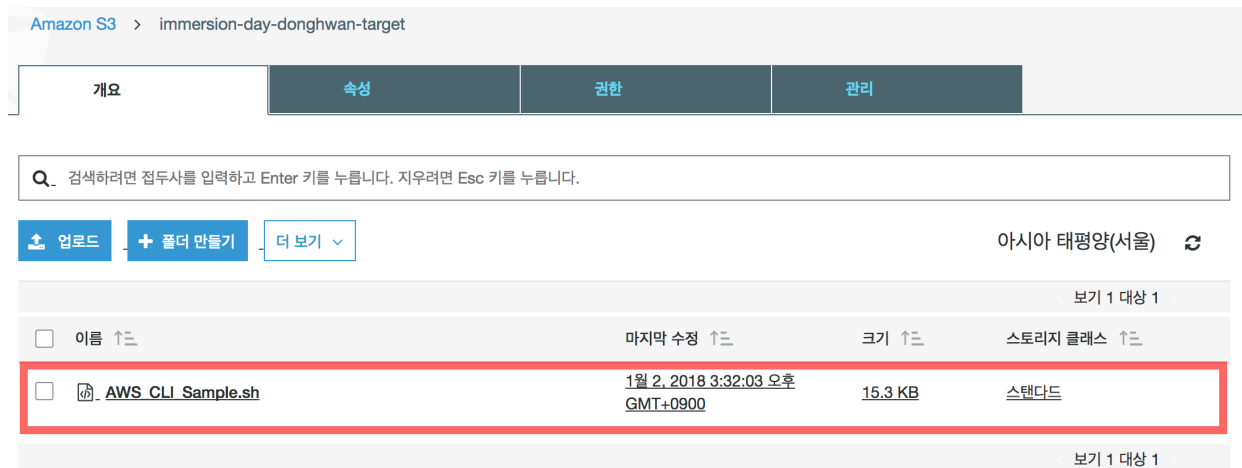 Amazon S3 > immersion-day-donghwan-target
개요 속성 권한 관리
검색하려면 접두사를 입력하고 Enter 키를 누릅니다. 지우려면 Esc 키를 누릅니다.
업로드 폴더 만들기 더 보기 아시아 태평양(서울)
보기 1 대상 1
이름 마지막 수정 크기 스토리지 클래스
AWS_CLI_Sample.sh 1월 2, 2018 3:32:03 오후 15.3 KB 스탠다드
GMT+0900
보기 1 대상 1